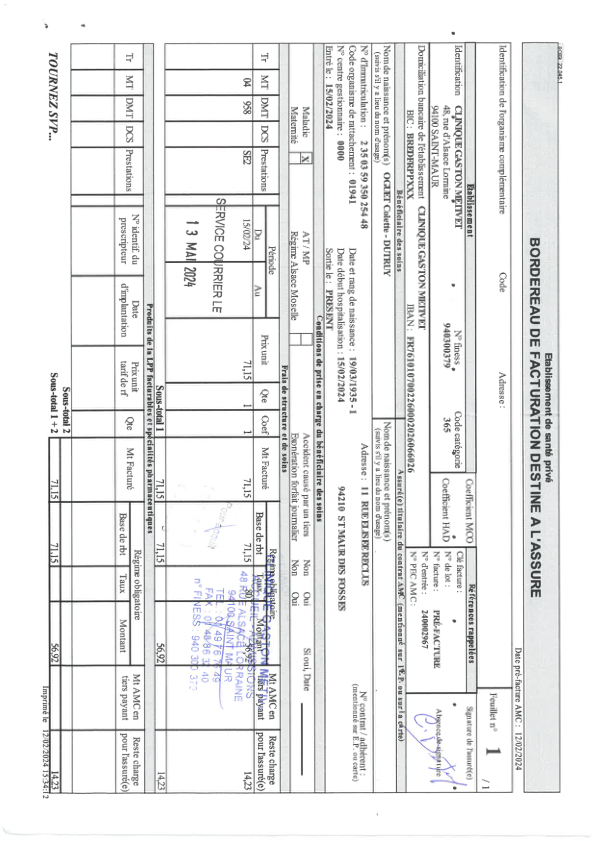 S3404 - 22-045.1
Etablissement de santé privé
BORDEREAU DE FACTURATION DESTINE A L'ASSURE
Date pré-facture AMC : 12/02/2024
Identification de l'organisme complémentaire
Code
Adresse :
Feuillet n° 1 / 1
Etablissement
Identification CLINIQUE GASTON METIVET
48, rue d'Alsace Lorraine
94100 SAINT-MAUR
N° finess
940300379
Code catégorie
365
Coefficient MCO
Coefficient HAD
Domiciliation bancaire de l'établissement CLINIQUE GASTON METIVET
BIC : BREDFRPPXXX
IBAN : FR7610107002260002026066026
Références rappelées
Clé facture :
N° de lot :
N° facture : PRÉ-FACTURE
N° d'entrée : 240002967
N° PEC AMC :
Signature de l'assuré(e)
Absence de signature
Bénéficiaire des soins
Nom de naissance et prénom(s) OGUET Colette - DUTRUY
(suivis s'il y a lieu du nom d'usage)
N° d'Immatriculation : 2 35 03 59 350 254 48
Code organisme de rattachement : 01941
N° centre gestionnaire : 0000
Entré le : 15/02/2024
Date et rang de naissance : 19/03/1935 - 1
Date début hospitalisation : 15/02/2024
Sortie le : PRESENT
Assuré(e) titulaire du contrat AMC (mentionné sur l'E.P. ou sur la carte)
Nom de naissance et prénom(s)
(suivis s'il y a lieu du nom d'usage)
Adresse : 11 RUE ELISEE RECLUS
94210 ST MAUR DES FOSSES
N° contrat / adhérent :
(mentionné sur E.P. ou carte)
Conditions de prise en charge du bénéficiaire des soins
Maladie X
Maternité
AT / MP
Régime Alsace Moselle
Accident causé par un tiers Non Oui
Exonération forfait journalier Non Oui
Si oui, Date
Frais de structure et de soins
Tr MT DMT DCS Prestations Période Du Au Prix unit Qte Coef Mt Facturé Régime obligatoire Base de rbt Taux Montant Mt AMC en tiers payant Reste charge pour l'assuré(e)
04 958 SE2 15/02/24 71,15 1 1 71,15 71,15 80 56,92 14,23
SERVICE COURRIER LE
13 MAI 2024
CLINIQUE GASTON METIVET
48 RUE ALSACE LORRAINE
94100 SAINT MAUR
n° FINESS 940 300 379
Sous-total 1 71,15 71,15 56,92 14,23
Produits de la LPP facturables et spécialités pharmaceutiques
Tr MT DMT DCS Prestations N° identif. du prescripteur Date d'implantation Prix unit tarif de rf Qte Mt Facturé Régime obligatoire Base de rbt Taux Montant Mt AMC en tiers payant Reste charge pour l'assuré(e)
Sous-total 2
Sous-total 1 + 2 71,15 71,15 56,92 14,23
TOURNEZ SVP...
Imprimé le 12/02/2024 15:34:12